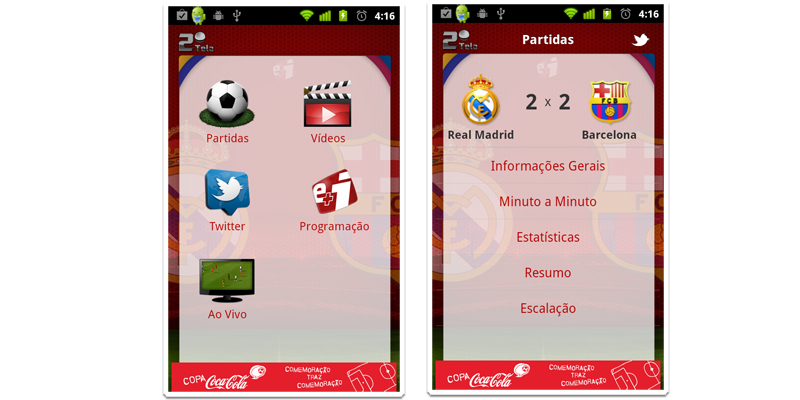 4:16
2º Tela
e+i
Partidas
Vídeos
e+i
Twitter
Programação
Ao Vivo
COPA Coca-Cola
COMEMORAÇÃO
TRAZ
COMEMORAÇÃO
4:16
2º Tela
Partidas
e+i
2 x 2
FCB
Real Madrid
Barcelona
Informações Gerais
Minuto a Minuto
Estatísticas
Resumo
Escalação
COPA Coca-Cola
COMEMORAÇÃO
TRAZ
COMEMORAÇÃO